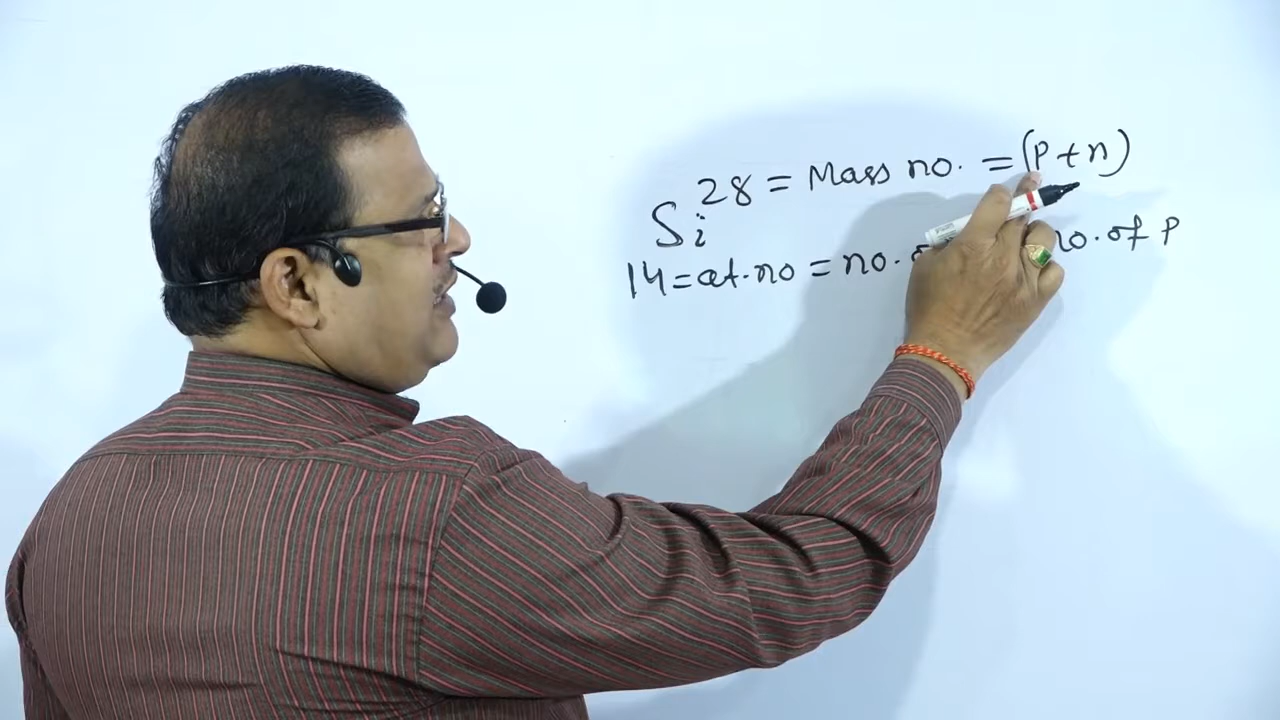 Si 28 = Mass no. = (P + n)
14 = at.no = no. no. of P